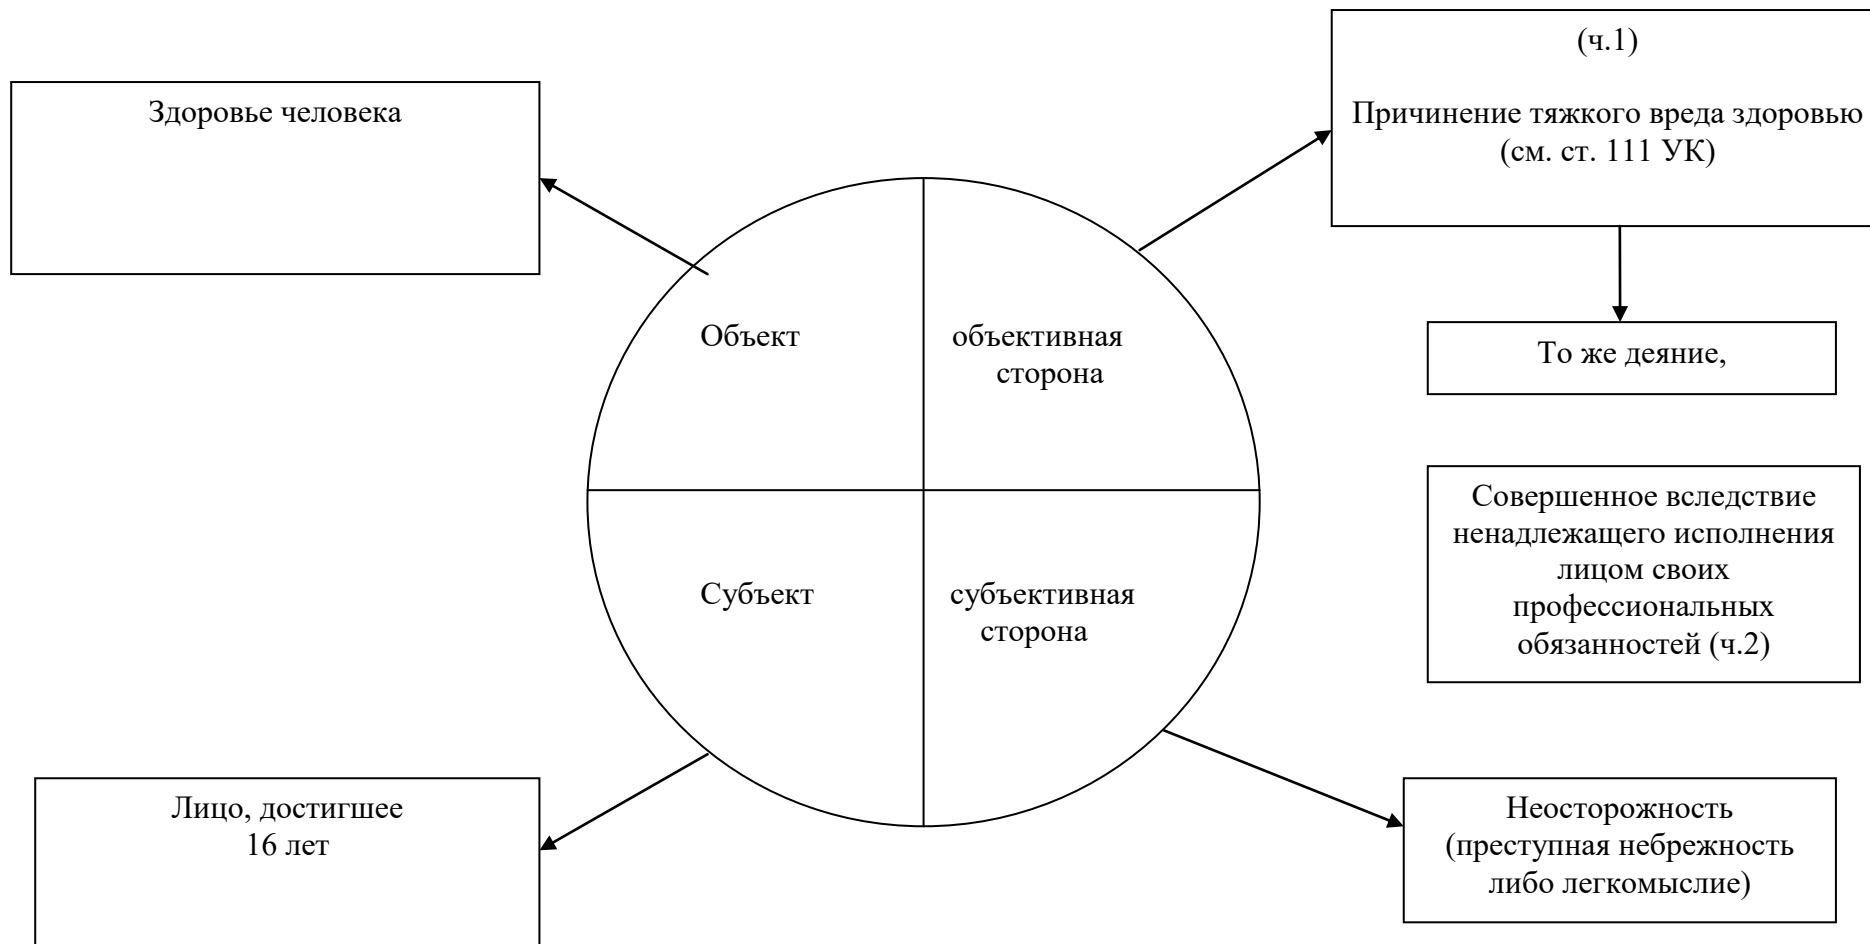 (ч.1)
Причинение тяжкого вреда здоровью
(см. ст. 111 УК)
Здоровье человека
Объект
объективная
сторона
То же деяние,
Совершенное вследствие
ненадлежащего исполнения
лицом своих
профессиональных
обязанностей (ч.2)
Субъект
субъективная
сторона
Лицо, достигшее
16 лет
Неосторожность
(преступная небрежность
либо легкомыслие)